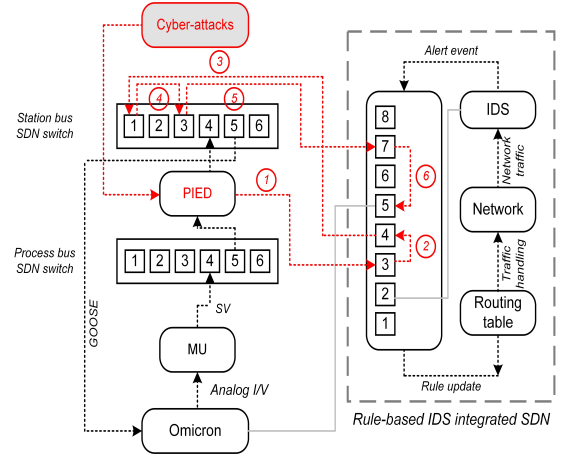 Cyber-attacks
3
Alert event
4
5
Station bus
SDN switch
1 2 3 4 5 6
8
7
6
5
4
3
2
1
IDS
Network
traffic
6
PIED
1
Network
2
Process bus
SDN switch
1 2 3 4 5 6
Traffic
handling
Routing
table
SV
GOOSE
MU
Analog I/V
Rule update
Omicron
Rule-based IDS integrated SDN